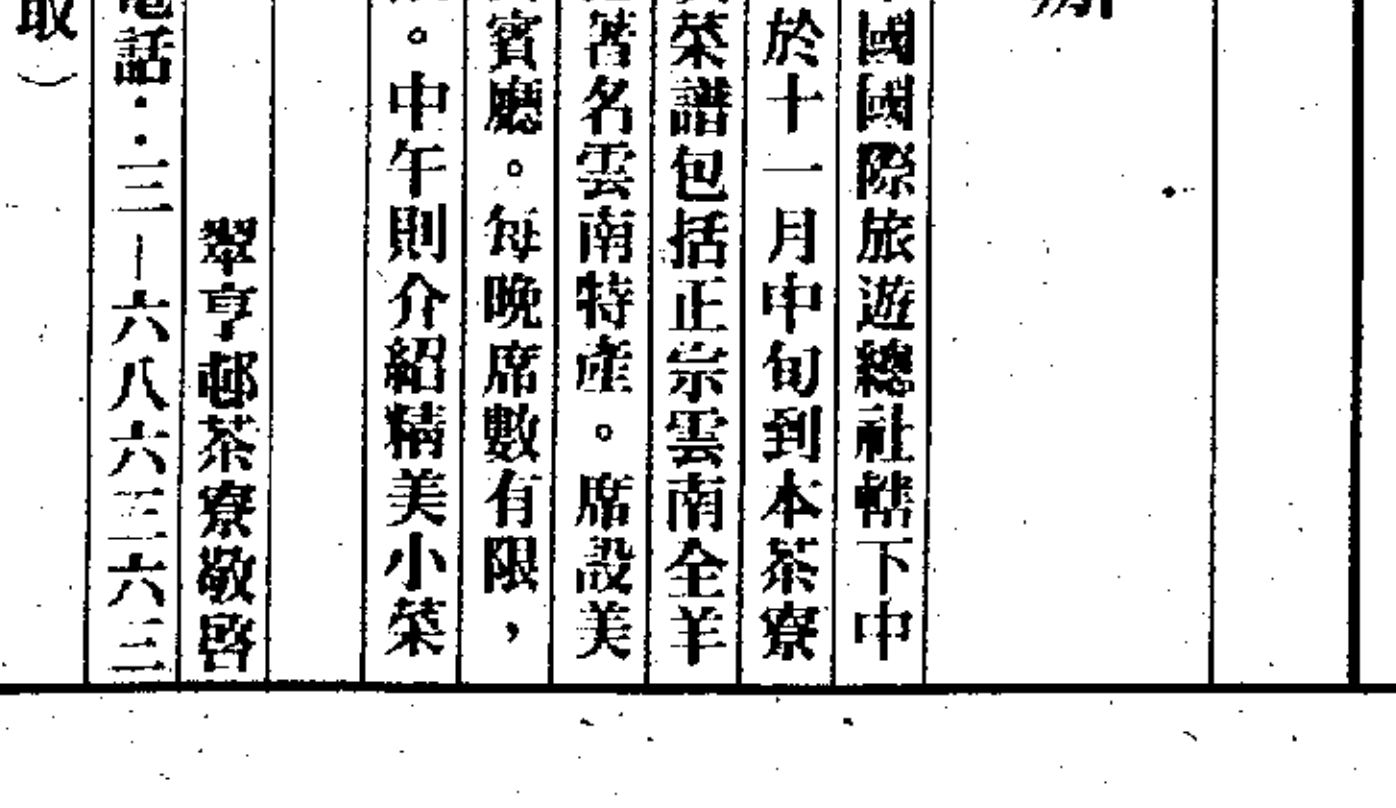 國國際旅遊總社轄下中
於十一月中旬到本茶寮
菜譜包括正宗雲南全羊
著名雲南特產。席設美
賓廳。每晚席數有限,
。中午則介紹精美小菜
翠亨邨茶寮敬啓
電話:三—六八六三六三
取)